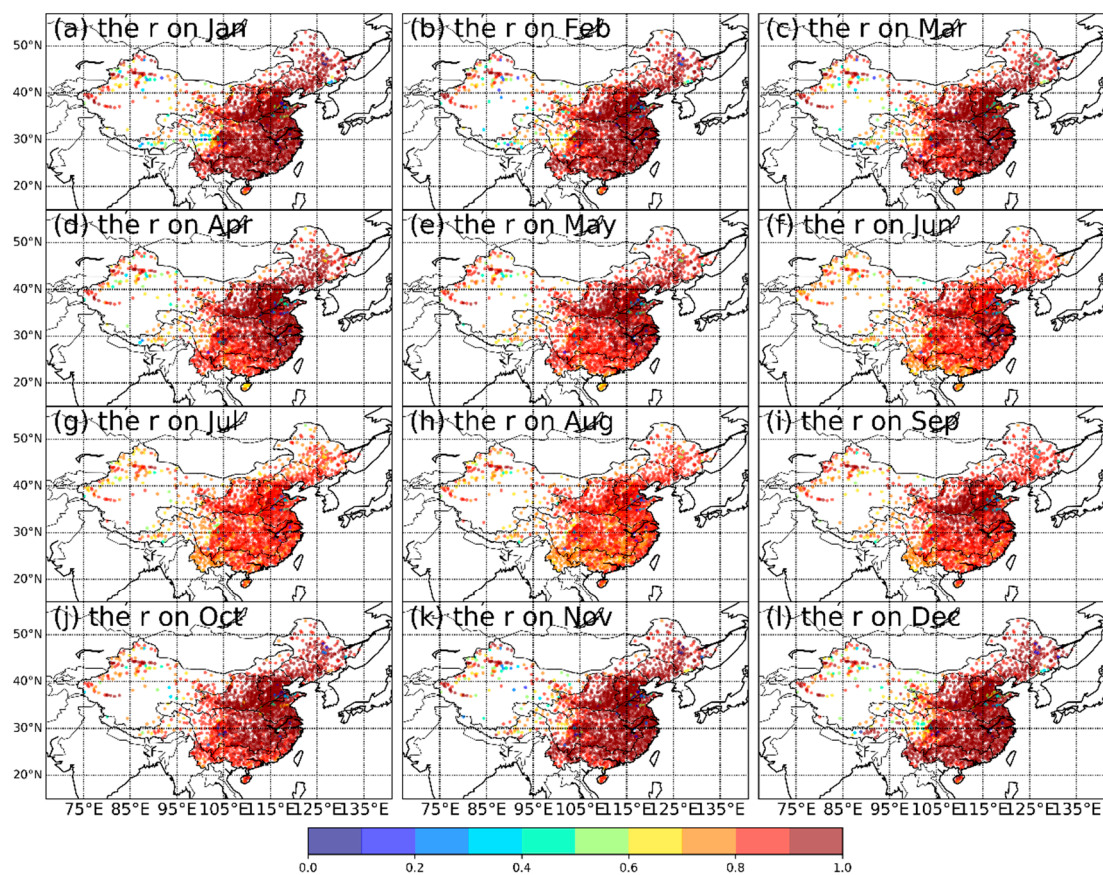 (a) the r on Jan
(b) the r on Feb
(c) the r on Mar
50°N
40°N
30°N
20°N
(d) the r on Apr
(e) the r on May
(f) the r on Jun
50°N
40°N
30°N
20°N
(g) the r on Jul
(h) the r on Aug
(i) the r on Sep
50°N
40°N
30°N
20°N
(j) the r on Oct
(k) the r on Nov
(l) the r on Dec
50°N
40°N
30°N
20°N
75°E 85°E 95°E 105°E 115°E 125°E 135°E 75°E 85°E 95°E 105°E 115°E 125°E 135°E 75°E 85°E 95°E 105°E 115°E 125°E 135°E
0.0 0.2 0.4 0.6 0.8 1.0